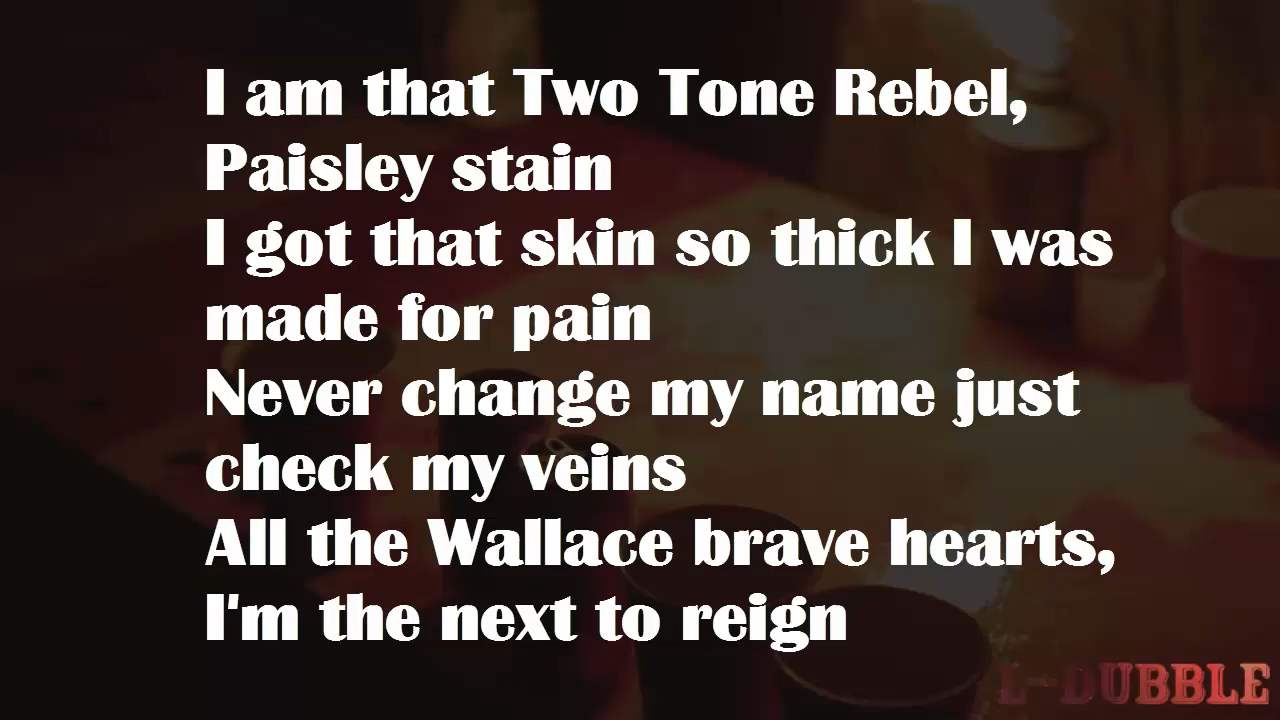 I am that Two Tone Rebel,
Paisley stain
I got that skin so thick I was
made for pain
Never change my name just
check my veins
All the Wallace brave hearts,
I'm the next to reign
L-DUBBLE